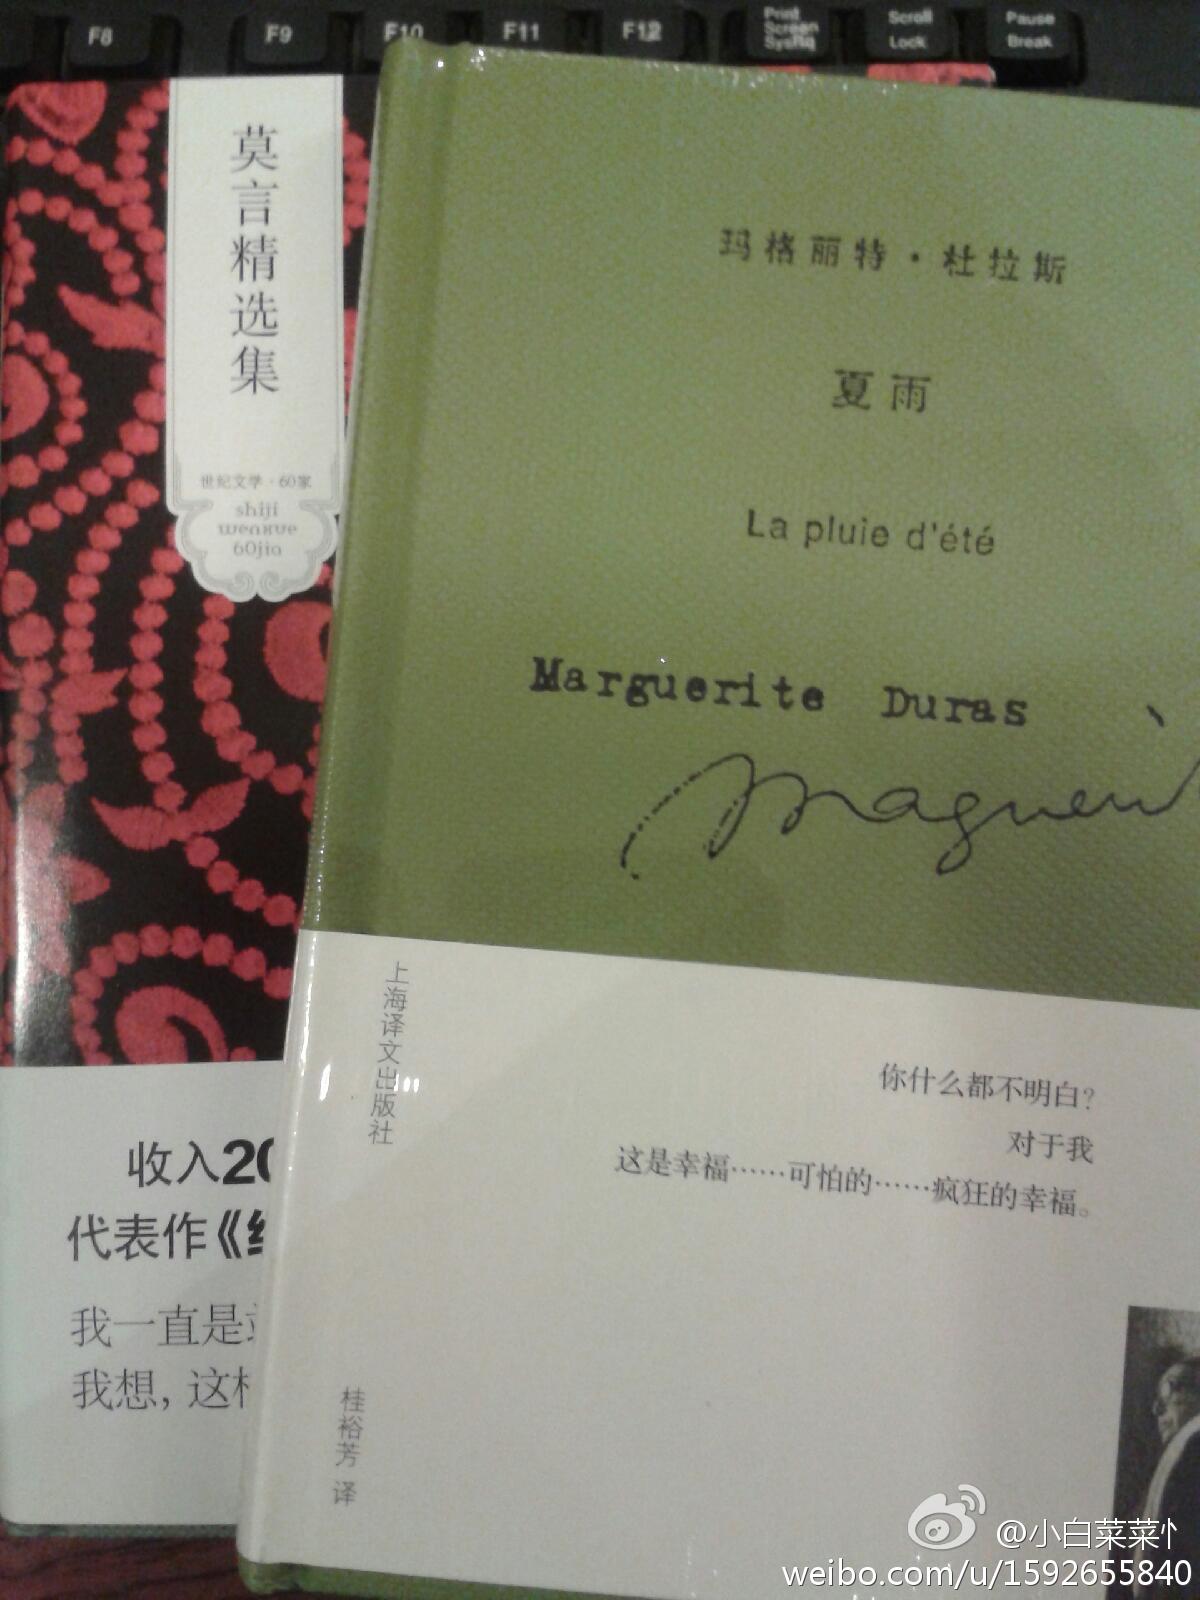 F8
F9
F10
F11
F12
Print
Screen
SysRq
Scroll
Lock
Pause
Break
莫言精选集
世纪文学·60家
shiji
wenxue
60jia
收入20
代表作《
我一直是
我想，这
玛格丽特·杜拉斯
夏雨
La pluie d'été
Marguerite Duras
上海译文出版社
你什么都不明白？
对于我
这是幸福……可怕的……疯狂的幸福。
桂裕芳 译
@小白菜菜
weibo.com/u/1592655840